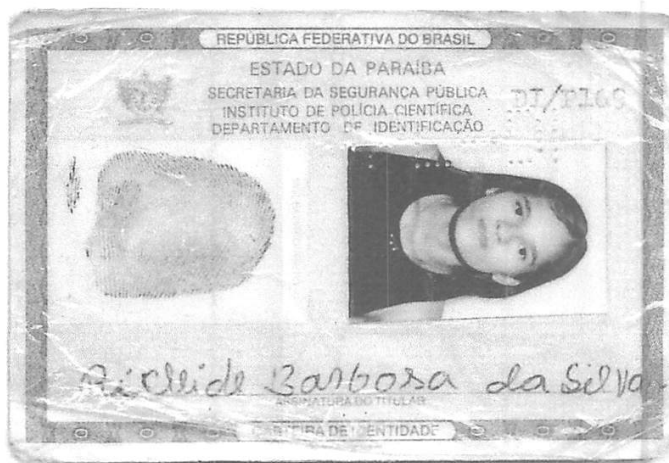 REPÚBLICA FEDERATIVA DO BRASIL
ESTADO DA PARAÍBA
SECRETARIA DA SEGURANÇA PÚBLICA
INSTITUTO DE POLÍCIA CIENTÍFICA
DEPARTAMENTO DE IDENTIFICAÇÃO
Barbosa da Silva
ASSINATURA DO TITULAR
CARTEIRA DE IDENTIDADE